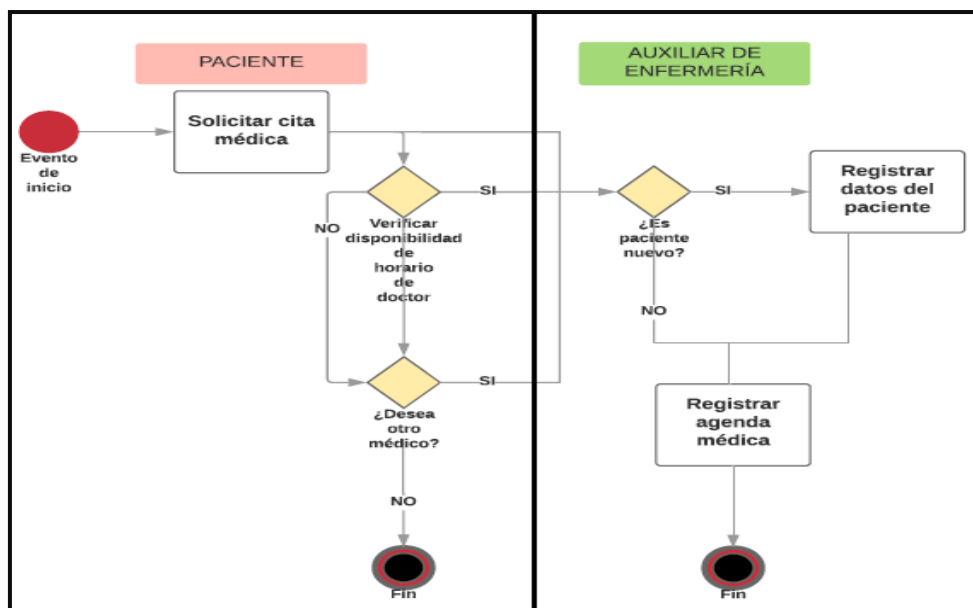 PACIENTE
AUXILIAR DE
ENFERMERÍA
Evento
de
inicio
Solicitar cita
médica
SI
NO
Verificar
disponibilidad
de
horario
de
doctor
¿Es
paciente
nuevo?
SI
Registrar
datos del
paciente
NO
SI
¿Desea
otro
médico?
Registrar
agenda
médica
NO
Fin
Fin